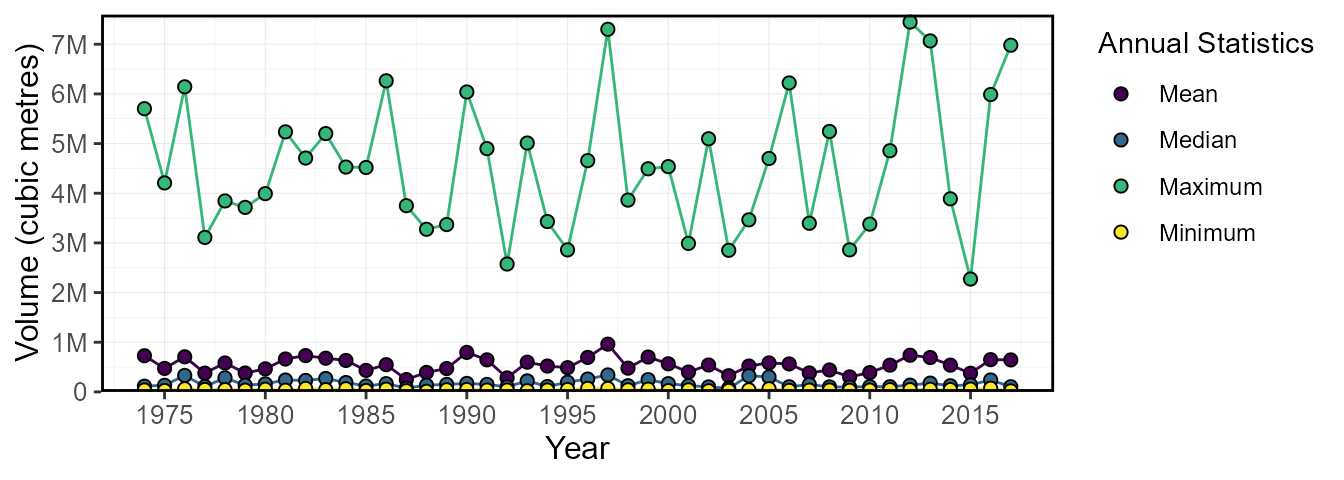 Volume (cubic metres)
7M
6M
5M
4M
3M
2M
1M
0
1975 1980 1985 1990 1995 2000 2005 2010 2015
Year
Annual Statistics
Mean
Median
Maximum
Minimum